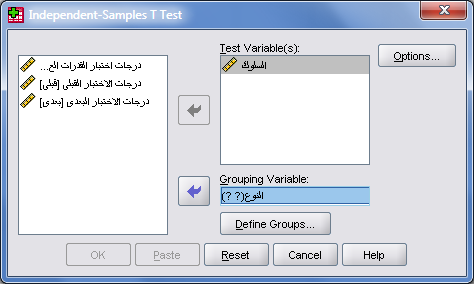 Independent-Samples T Test
درجات اختبار القدرات الع...
درجات الاختبار القبلى [قبلى]
درجات الاختبار البعدى [بعدى]
Test Variable(s):
السلوك
Options...
Grouping Variable:
النوع(? ?)
Define Groups...
OK
Paste
Reset
Cancel
Help